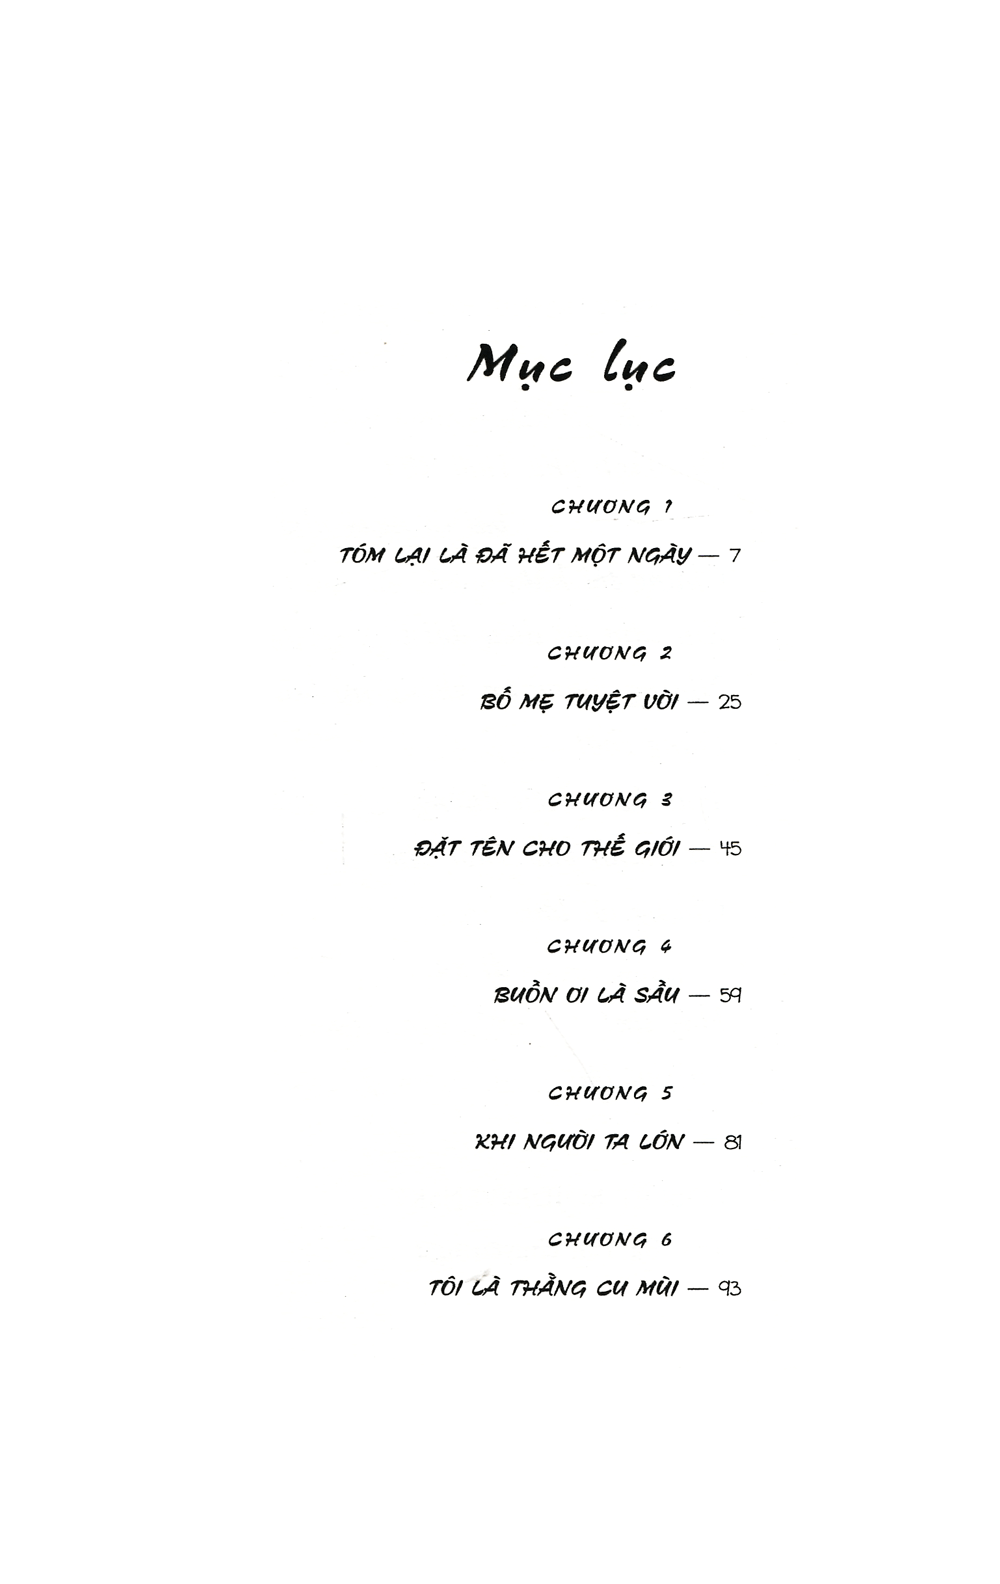 Mục lục
CHƯƠNG 1
TÓM LẠI LÀ ĐÃ HẾT MỘT NGÀY — 7
CHƯƠNG 2
BỐ MẸ TUYỆT VỜI — 25
CHƯƠNG 3
ĐẶT TÊN CHO THẾ GIỚI — 45
CHƯƠNG 4
BUỒN ƠI LÀ SẦU — 59
CHƯƠNG 5
KHI NGƯỜI TA LỚN — 81
CHƯƠNG 6
TÔI LÀ THẰNG CU MÙI — 93